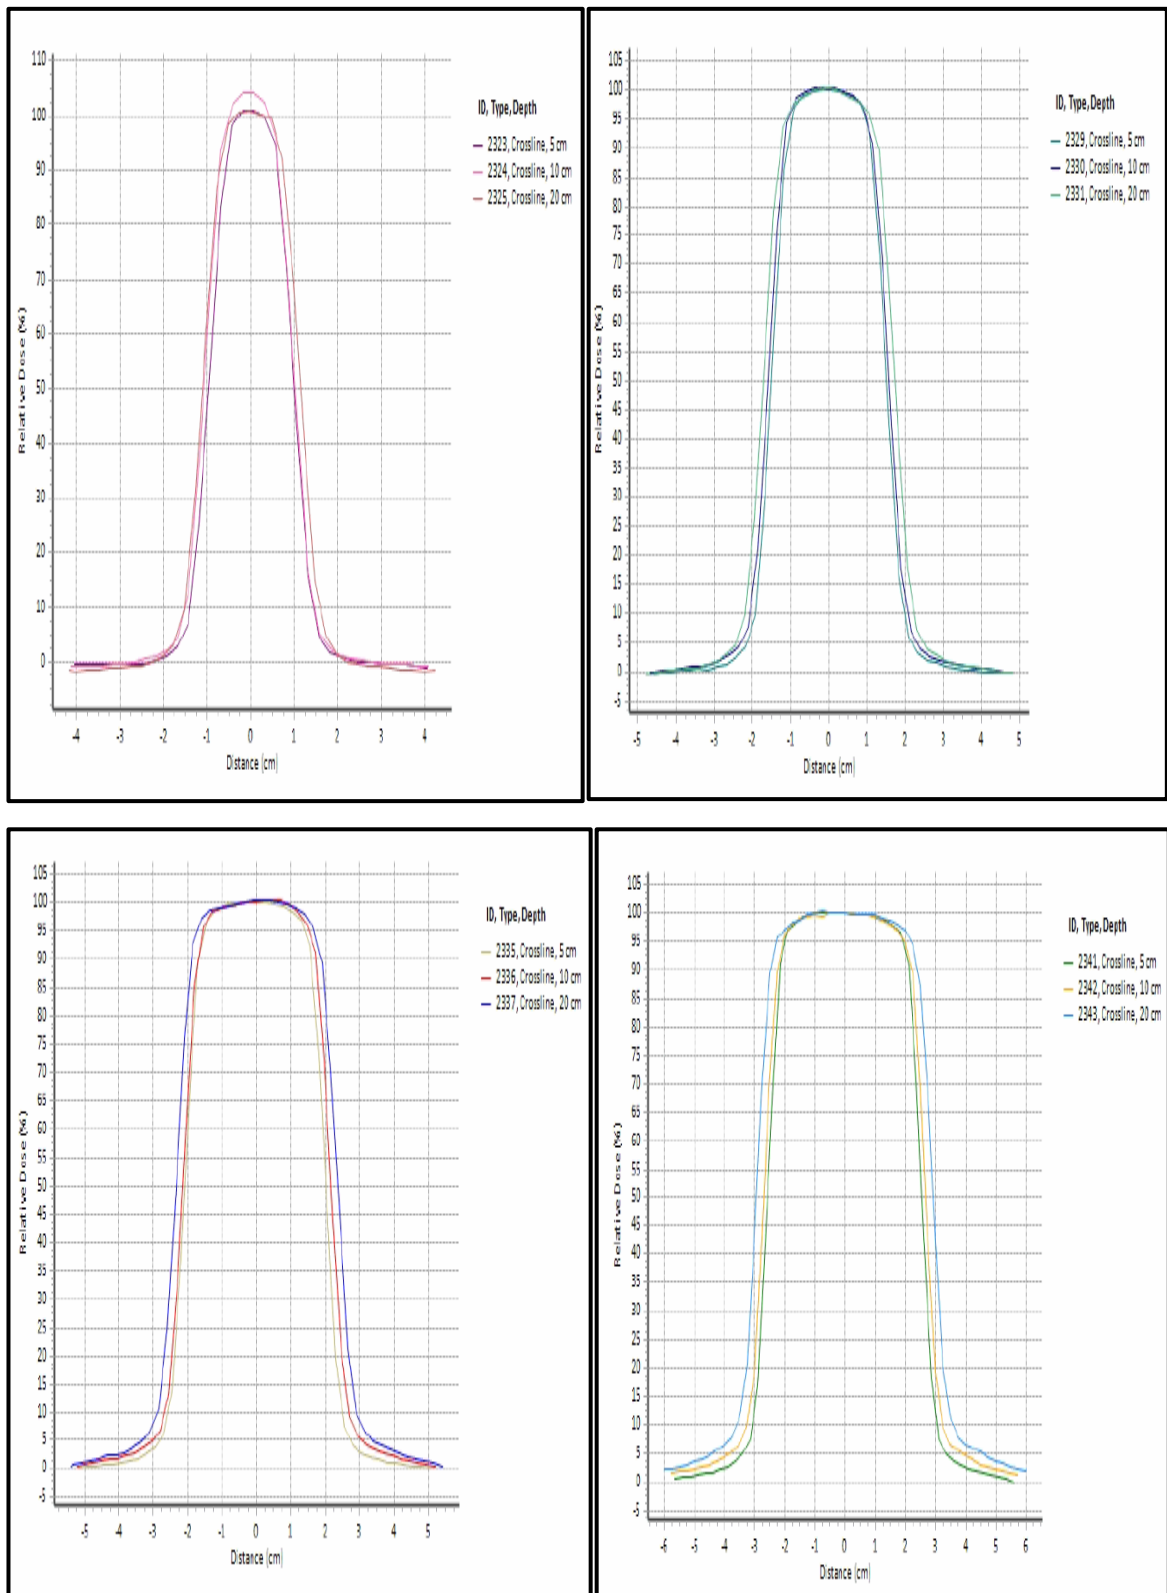 110
100
90
80
70
60
50
40
30
20
10
0
Relative Dose (%)
-4 -3 -2 -1 0 1 2 3 4
Distance (cm)
ID, Type, Depth
2323, Crossline, 5 cm
2324, Crossline, 10 cm
2325, Crossline, 20 cm
105
100
95
90
85
80
75
70
65
60
55
50
45
40
35
30
25
20
15
10
5
0
-5
Relative Dose (%)
-5 -4 -3 -2 -1 0 1 2 3 4 5
Distance (cm)
ID, Type, Depth
2329, Crossline, 5 cm
2330, Crossline, 10 cm
2331, Crossline, 20 cm
105
100
95
90
85
80
75
70
65
60
55
50
45
40
35
30
25
20
15
10
5
0
-5
Relative Dose (%)
-5 -4 -3 -2 -1 0 1 2 3 4 5
Distance (cm)
ID, Type, Depth
2335, Crossline, 5 cm
2336, Crossline, 10 cm
2337, Crossline, 20 cm
105
100
95
90
85
80
75
70
65
60
55
50
45
40
35
30
25
20
15
10
5
0
-5
Relative Dose (%)
-6 -5 -4 -3 -2 -1 0 1 2 3 4 5 6
Distance (cm)
ID, Type, Depth
2341, Crossline, 5 cm
2342, Crossline, 10 cm
2343, Crossline, 20 cm